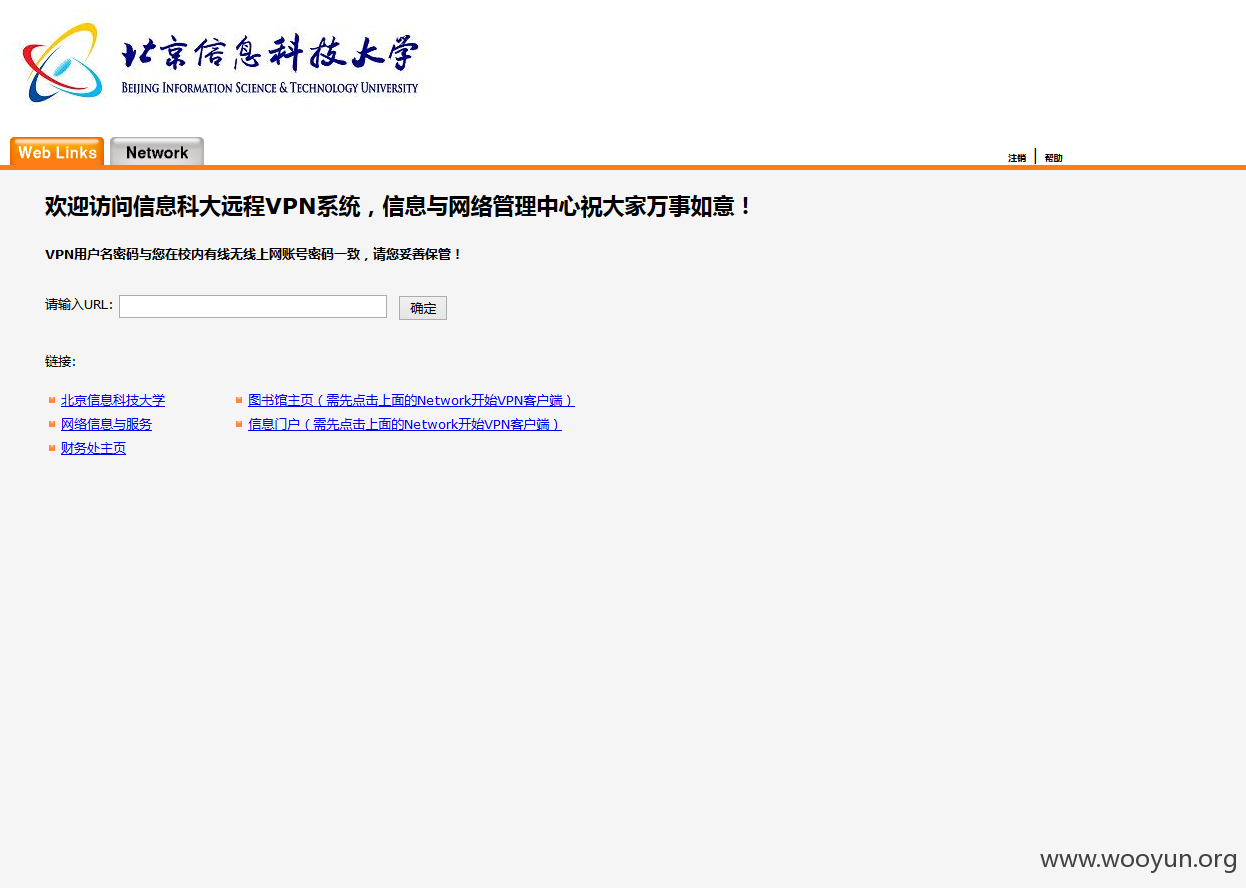 北京信息科技大学
BEIJING INFORMATION SCIENCE & TECHNOLOGY UNIVERSITY
Web Links Network 注销 帮助
欢迎访问信息科大远程VPN系统，信息与网络管理中心祝大家万事如意！
VPN用户名密码与您在校内有线无线上网账号密码一致，请您妥善保管！
请输入URL: 确定
链接:
北京信息科技大学 图书馆主页（需先点击上面的Network开始VPN客户端）
网络信息与服务 信息门户（需先点击上面的Network开始VPN客户端）
财务处主页
www.wooyun.org